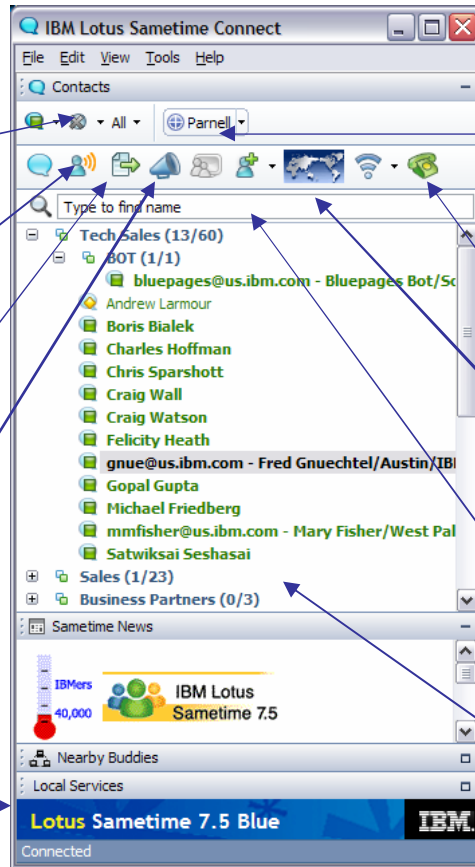 IBM Lotus Sametime Connect
File Edit View Tools Help
Contacts
All Parnell
Type to find name
Tech Sales (13/60)
BOT (1/1)
bluepages@us.ibm.com - Bluepages Bot/Sc
Andrew Larmour
Boris Bialek
Charles Hoffman
Chris Sparshott
Craig Wall
Craig Watson
Felicity Heath
gnue@us.ibm.com - Fred Gnuechtel/Austin/IB
Gopal Gupta
Michael Friedberg
mmfisher@us.ibm.com - Mary Fisher/West Pal
Satwiksai Seshasai
Sales (1/23)
Business Partners (0/3)
Sametime News
IBMers
40,000
IBM Lotus
Sametime 7.5
Nearby Buddies
Local Services
Lotus Sametime 7.5 Blue IBM.
Connected